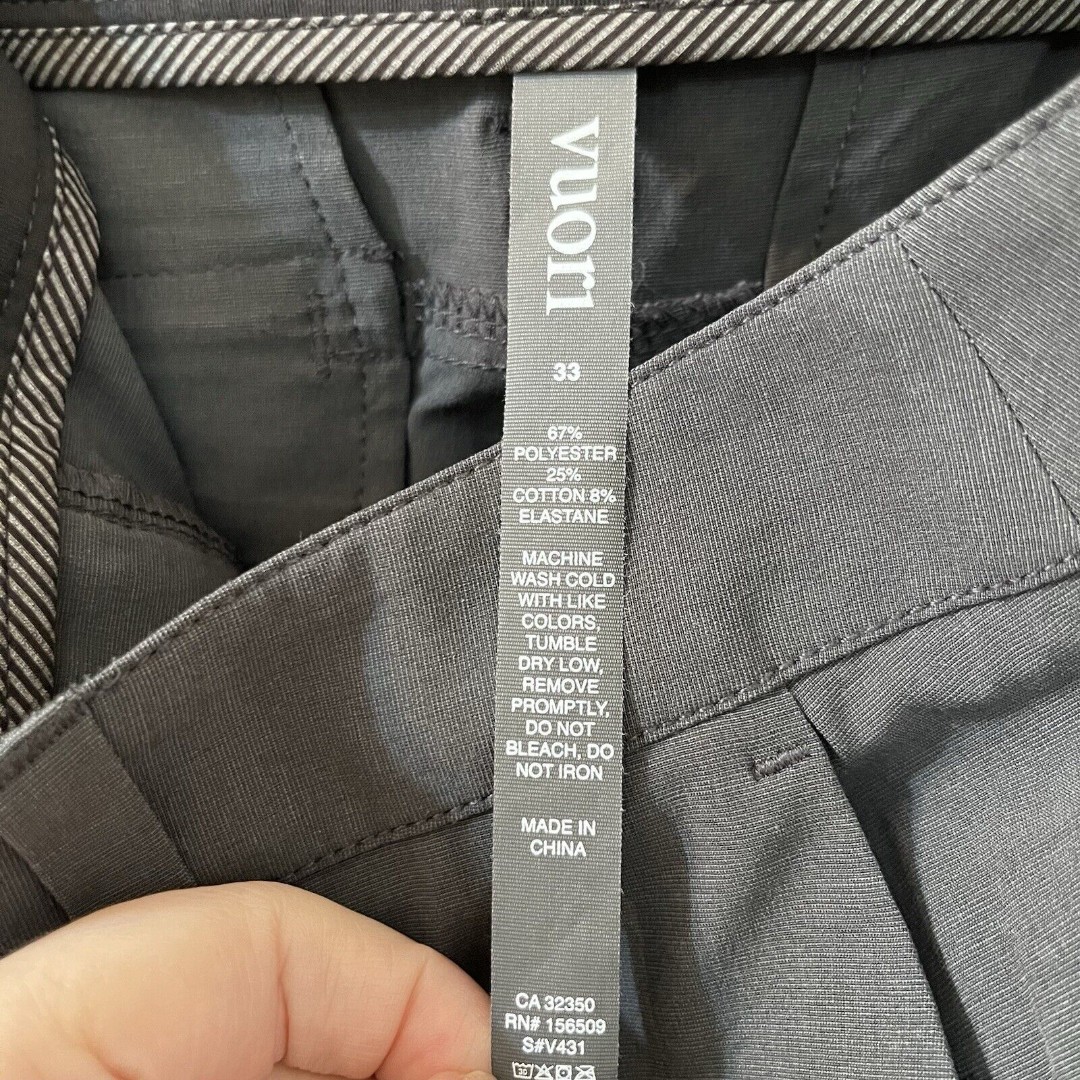 vuori
33
67%
POLYESTER
25%
COTTON 8%
ELASTANE
MACHINE
WASH COLD
WITH LIKE
COLORS,
TUMBLE
DRY LOW,
REMOVE
PROMPTLY,
DO NOT
BLEACH, DO
NOT IRON
MADE IN
CHINA
CA 32350
RN# 156509
S#V431
30